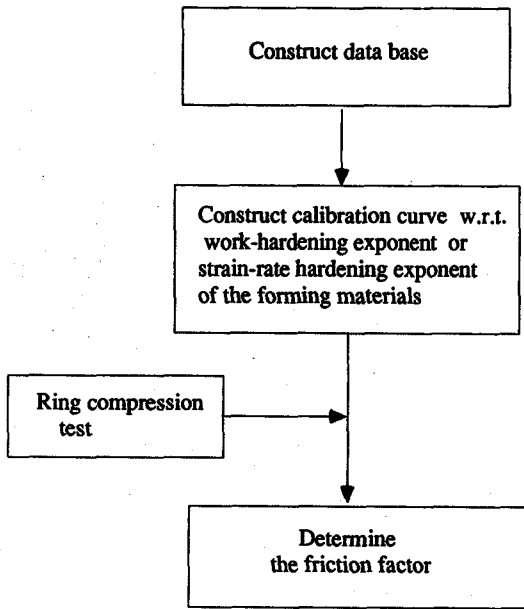 Construct data base
Construct calibration curve w.r.t.
work-hardening exponent or
strain-rate hardening exponent
of the forming materials
Ring compression
test
Determine
the friction factor